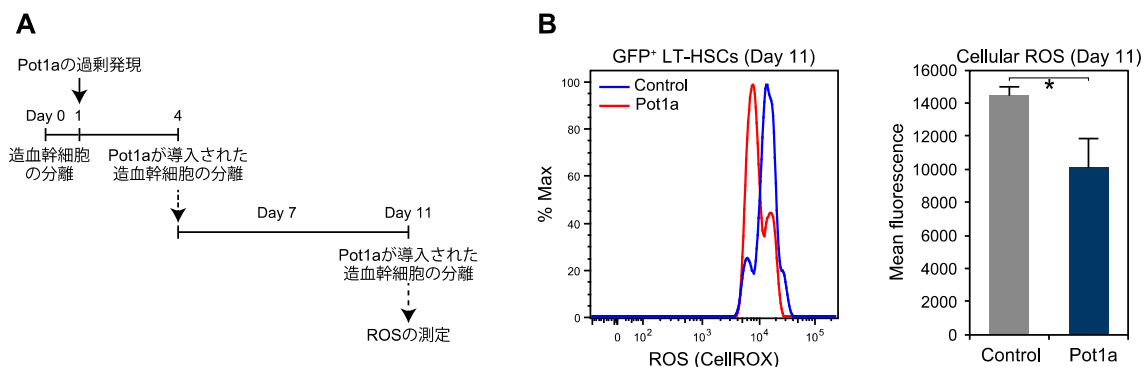 A
Pot1aの過剰発現
Day 0 1 4
造血幹細胞
の分離
Pot1aが導入された
造血幹細胞の分離
Day 7 Day 11
Pot1aが導入された
造血幹細胞の分離
ROSの測定
B
GFP⁺ LT-HSCs (Day 11)
% Max
100
80
60
40
20
0
Control
Pot1a
0 10² 10³ 10⁴ 10⁵
ROS (CellROX)
Cellular ROS (Day 11)
Mean fluorescence
16000
14000
12000
10000
8000
6000
4000
2000
0
*
Control Pot1a